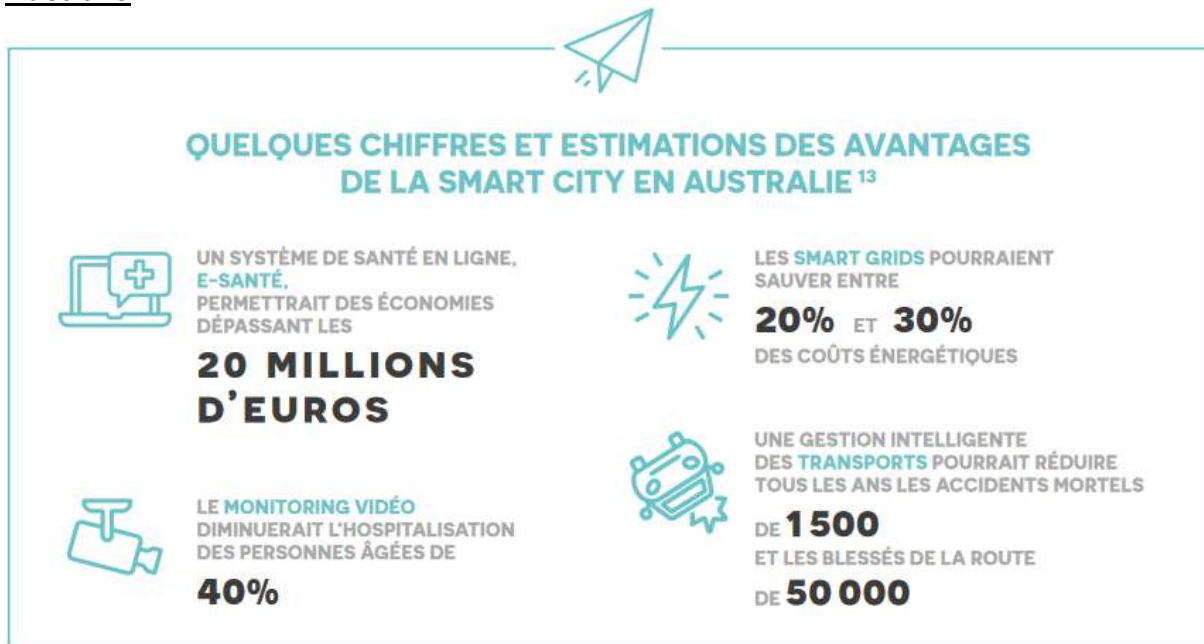 QUELQUES CHIFFRES ET ESTIMATIONS DES AVANTAGES
DE LA SMART CITY EN AUSTRALIE 13
UN SYSTÈME DE SANTÉ EN LIGNE,
E-SANTÉ,
PERMETTRAIT DES ÉCONOMIES
DÉPASSANT LES
20 MILLIONS
D'EUROS
LE MONITORING VIDÉO
DIMINUERAIT L'HOSPITALISATION
DES PERSONNES ÂGÉES DE
40%
LES SMART GRIDS POURRAIENT
SAUVER ENTRE
20% ET 30%
DES COÛTS ÉNERGÉTIQUES
UNE GESTION INTELLIGENTE
DES TRANSPORTS POURRAIT RÉDUIRE
TOUS LES ANS LES ACCIDENTS MORTELS
DE 1 500
ET LES BLESSÉS DE LA ROUTE
DE 50 000